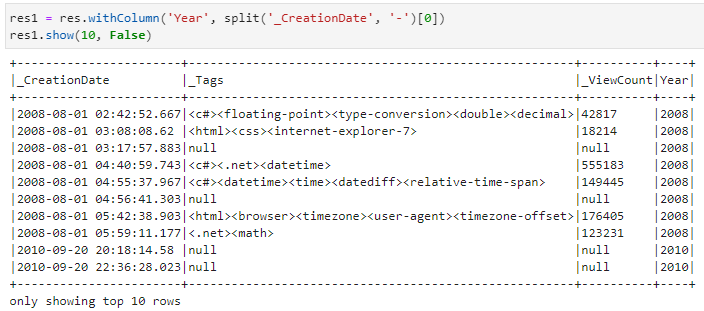 res1 = res.withColumn('Year', split('_CreationDate', '-')[0])
res1.show(10, False)
+-----------------------+------------------------------------------------------+----------+----+
|_CreationDate          |_Tags                                                 |_ViewCount|Year|
+-----------------------+------------------------------------------------------+----------+----+
|2008-08-01 02:42:52.667|<c#><floating-point><type-conversion><double><decimal>|42817     |2008|
|2008-08-01 03:08:08.62 |<html><css><internet-explorer-7>                      |18214     |2008|
|2008-08-01 03:17:57.883|null                                                  |null      |2008|
|2008-08-01 04:40:59.743|<c#><.net><datetime>                                  |555183    |2008|
|2008-08-01 04:55:37.967|<c#><datetime><time><datediff><relative-time-span>    |149445    |2008|
|2008-08-01 04:56:41.303|null                                                  |null      |2008|
|2008-08-01 05:42:38.903|<html><browser><timezone><user-agent><timezone-offset>|176405    |2008|
|2008-08-01 05:59:11.177|<.net><math>                                          |123231    |2008|
|2010-09-20 20:18:14.58 |null                                                  |null      |2010|
|2010-09-20 22:36:28.023|null                                                  |null      |2010|
+-----------------------+------------------------------------------------------+----------+----+
only showing top 10 rows